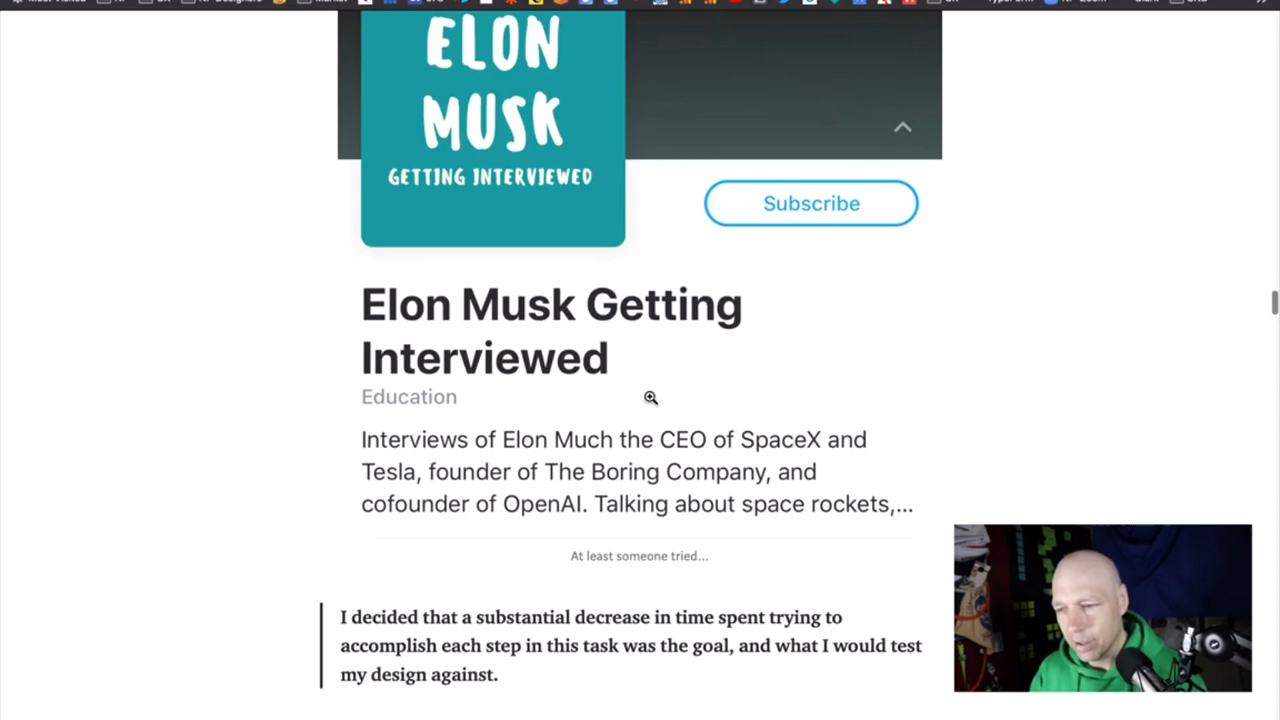 ELON
MUSK
GETTING INTERVIEWED
Subscribe
Elon Musk Getting
Interviewed
Education
Interviews of Elon Much the CEO of SpaceX and
Tesla, founder of The Boring Company, and
cofounder of OpenAI. Talking about space rockets,...
At least someone tried...
I decided that a substantial decrease in time spent trying to
accomplish each step in this task was the goal, and what I would test
my design against.